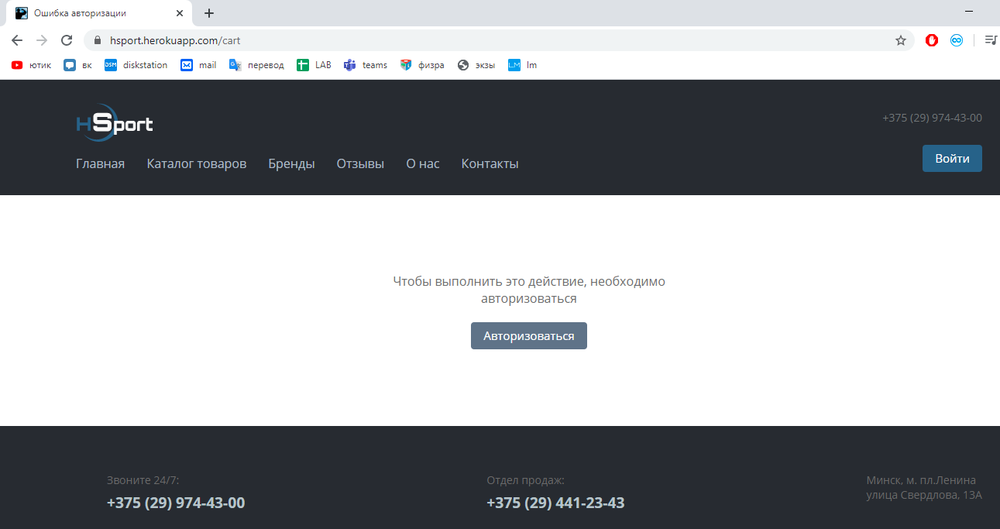 Ошибка авторизации
hsport.herokuapp.com/cart
ютик вк DSM diskstation mail перевод LAB teams физра экзы LM lm
HSport
+375 (29) 974-43-00
Главная Каталог товаров Бренды Отзывы О нас Контакты
Войти
Чтобы выполнить это действие, необходимо
авторизоваться
Авторизоваться
Звоните 24/7:
+375 (29) 974-43-00
Отдел продаж:
+375 (29) 441-23-43
Минск, м. пл.Ленина
улица Свердлова, 13А